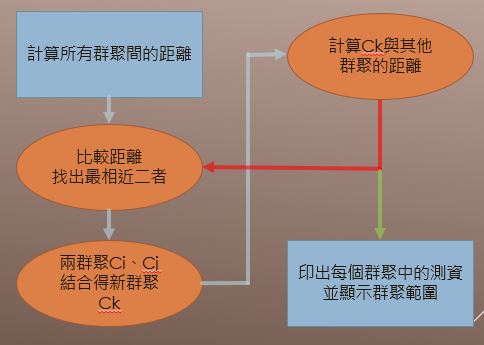 計算所有群聚間的距離
比較距離
找出最相近二者
兩群聚Ci、Cj
結合得新群聚
Ck
計算Ck與其他
群聚的距離
印出每個群聚中的測資
並顯示群聚範圍